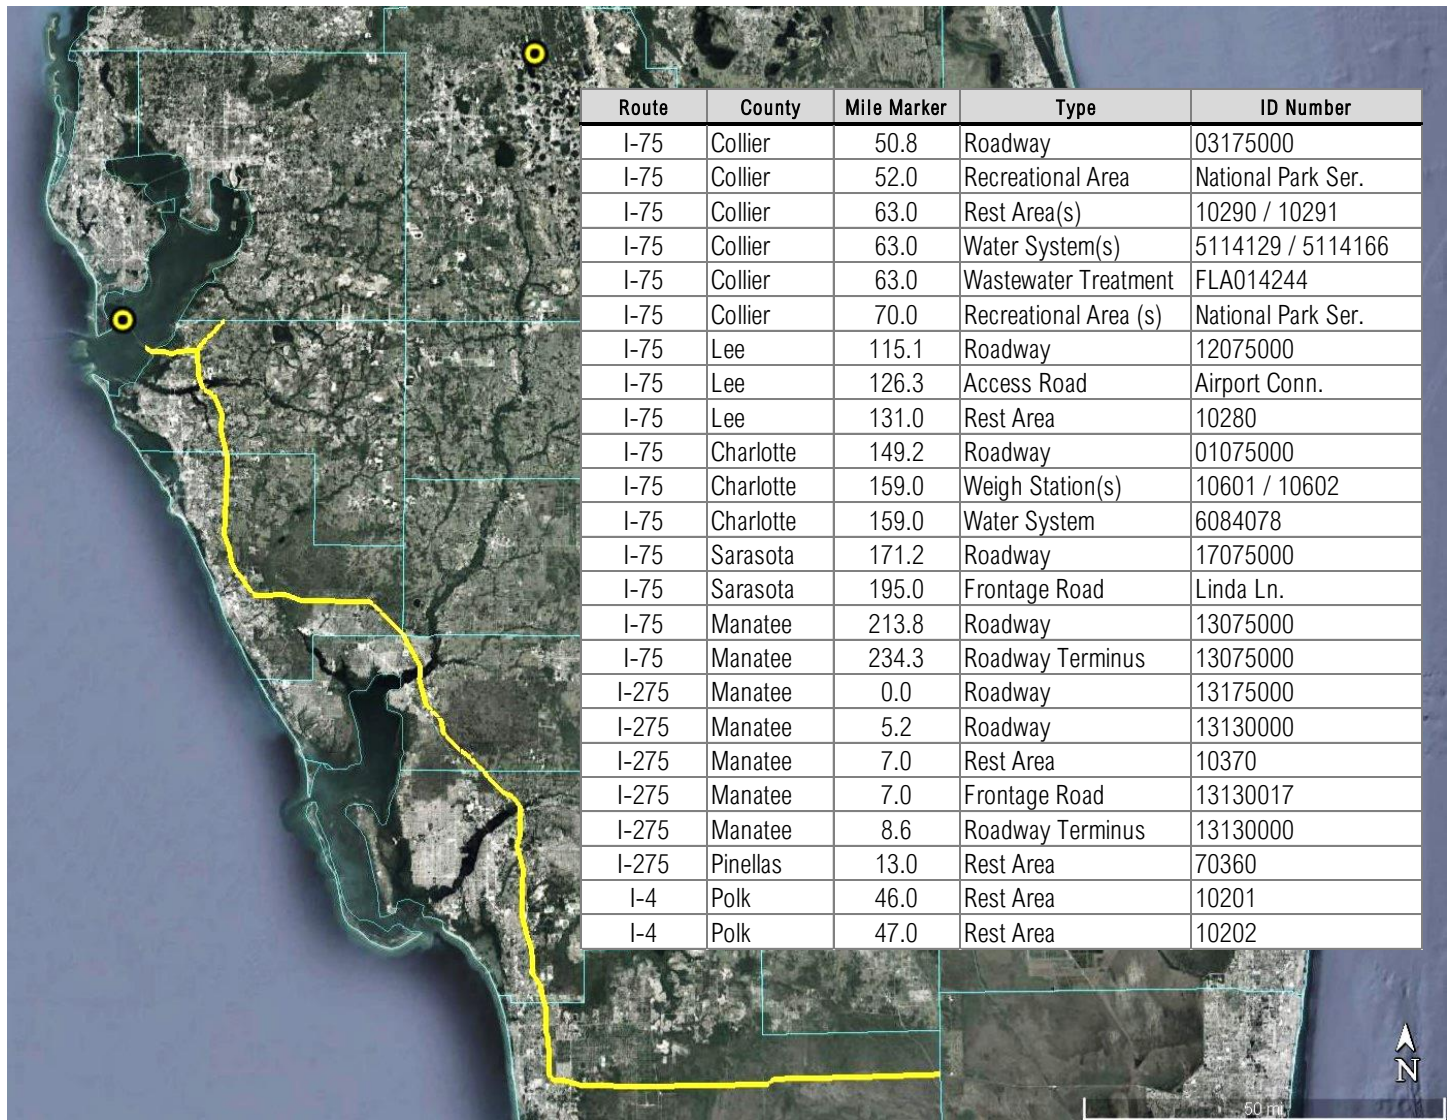 Route County Mile Marker Type ID Number
I-75 Collier 50.8 Roadway 03175000
I-75 Collier 52.0 Recreational Area National Park Ser.
I-75 Collier 63.0 Rest Area(s) 10290 / 10291
I-75 Collier 63.0 Water System(s) 5114129 / 5114166
I-75 Collier 63.0 Wastewater Treatment FLA014244
I-75 Collier 70.0 Recreational Area (s) National Park Ser.
I-75 Lee 115.1 Roadway 12075000
I-75 Lee 126.3 Access Road Airport Conn.
I-75 Lee 131.0 Rest Area 10280
I-75 Charlotte 149.2 Roadway 01075000
I-75 Charlotte 159.0 Weigh Station(s) 10601 / 10602
I-75 Charlotte 159.0 Water System 6084078
I-75 Sarasota 171.2 Roadway 17075000
I-75 Sarasota 195.0 Frontage Road Linda Ln.
I-75 Manatee 213.8 Roadway 13075000
I-75 Manatee 234.3 Roadway Terminus 13075000
I-275 Manatee 0.0 Roadway 13175000
I-275 Manatee 5.2 Roadway 13130000
I-275 Manatee 7.0 Rest Area 10370
I-275 Manatee 7.0 Frontage Road 13130017
I-275 Manatee 8.6 Roadway Terminus 13130000
I-275 Pinellas 13.0 Rest Area 70360
I-4 Polk 46.0 Rest Area 10201
I-4 Polk 47.0 Rest Area 10202
N
50 mi